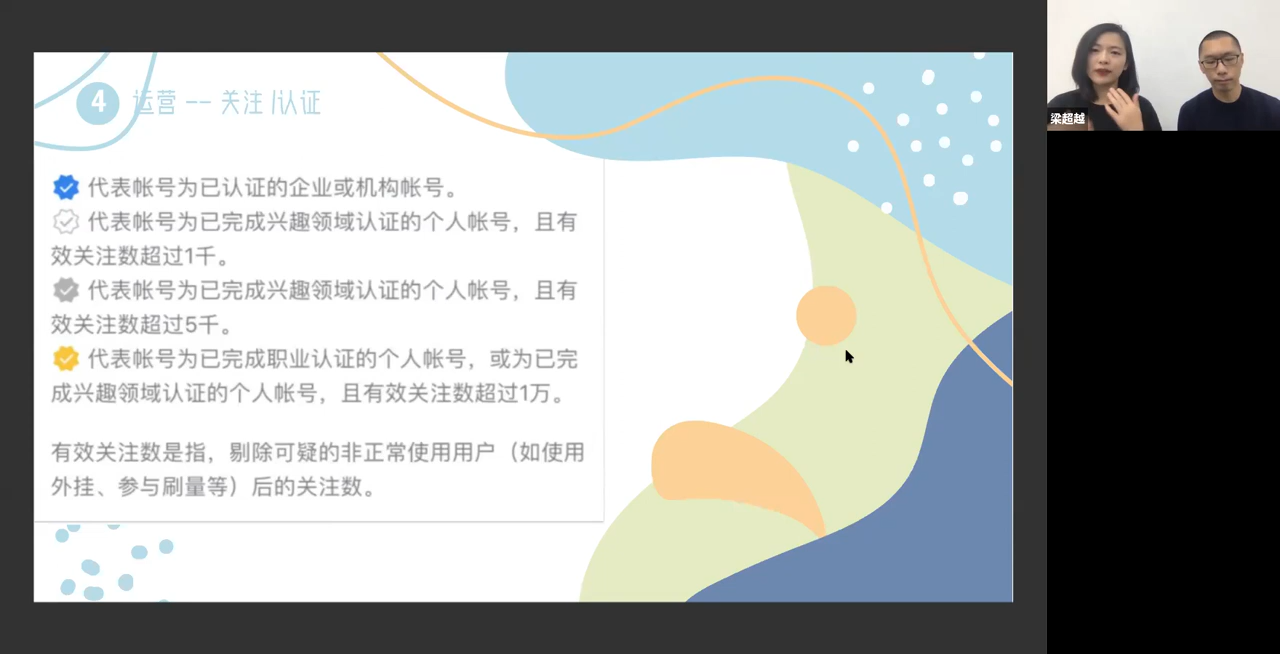 4 运营 -- 关注 /认证
代表帐号为已认证的企业或机构帐号。
代表帐号为已完成兴趣领域认证的个人帐号，且有
效关注数超过1千。
代表帐号为已完成兴趣领域认证的个人帐号，且有
效关注数超过5千。
代表帐号为已完成职业认证的个人帐号，或为已完
成兴趣领域认证的个人帐号，且有效关注数超过1万。
有效关注数是指，剔除可疑的非正常使用用户（如使用
外挂、参与刷量等）后的关注数。
梁超越